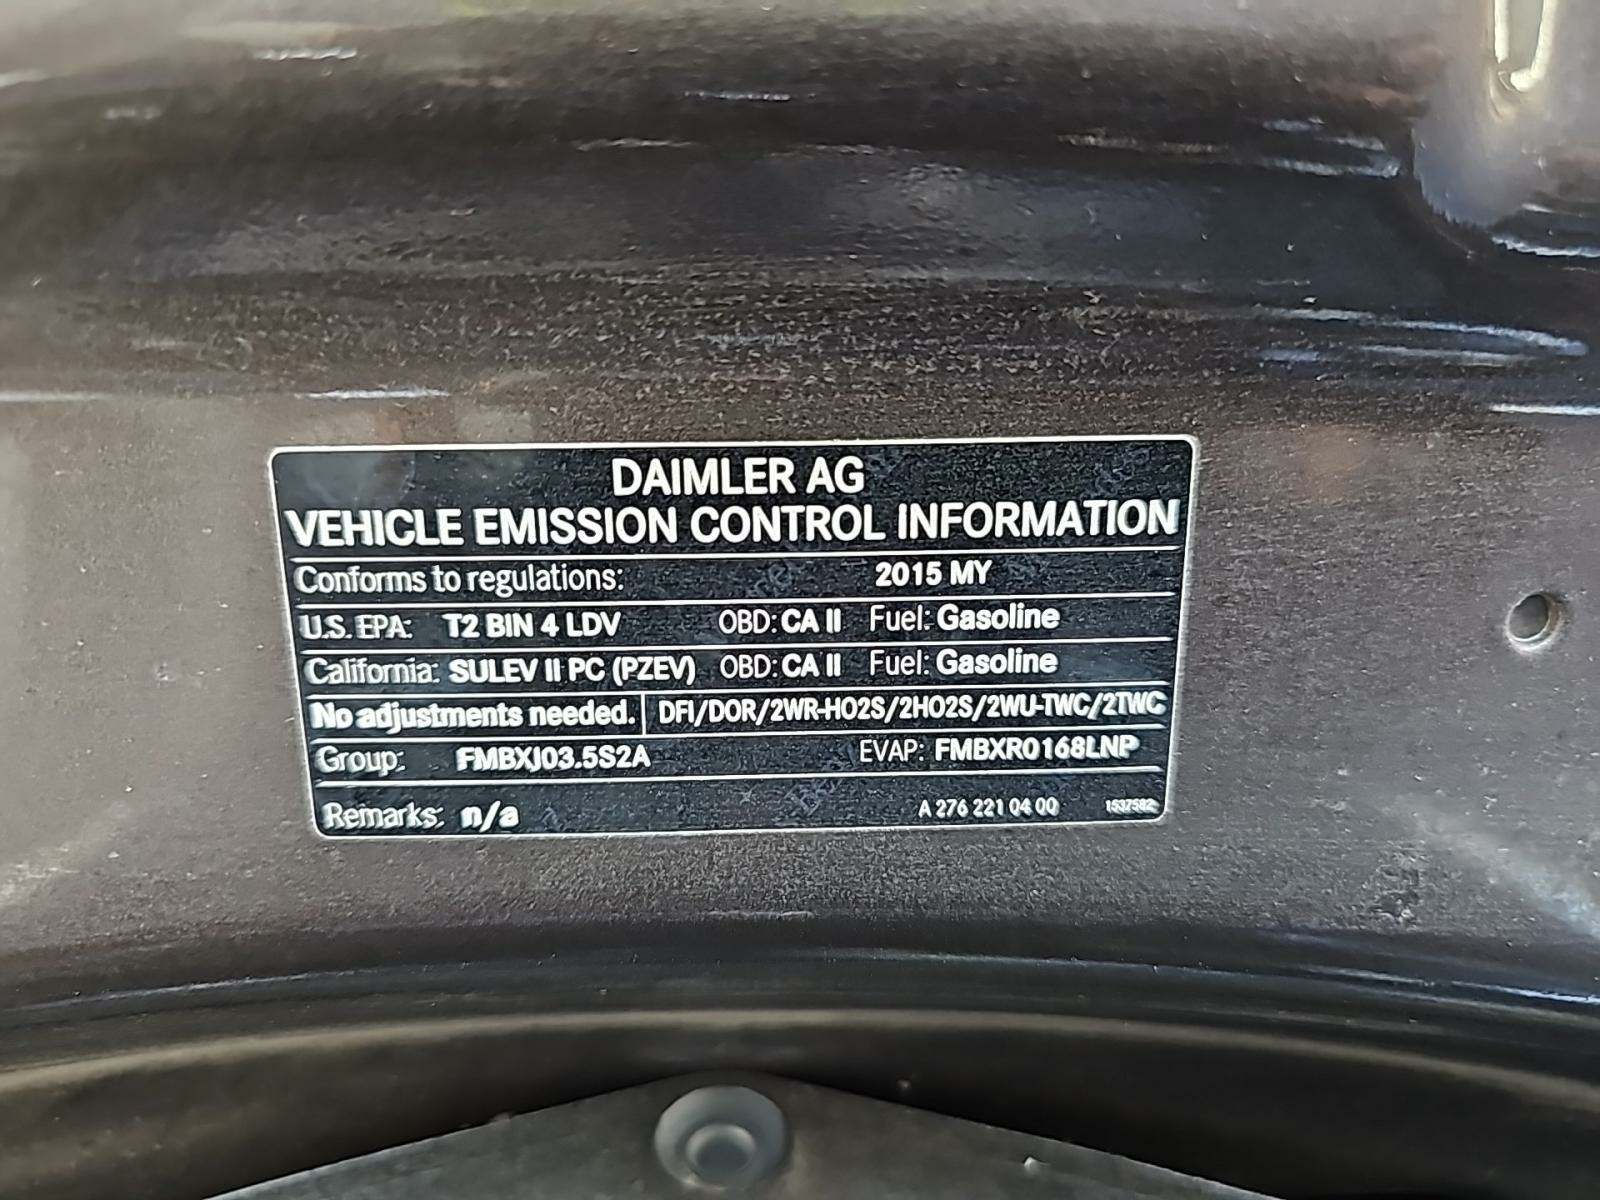 DAIMLER AG
VEHICLE EMISSION CONTROL INFORMATION
Conforms to regulations: 2015 MY
U.S. EPA: T2 BIN 4 LDV OBD: CA II Fuel: Gasoline
California: SULEV II PC (PZEV) OBD: CA II Fuel: Gasoline
No adjustments needed. DFI/DOR/2WR-HO2S/2HO2S/2WU-TWC/2TWC
Group: FMBXJ03.5S2A EVAP: FMBXR0168LNP
Remarks: n/a A 276 221 04 00 1537582